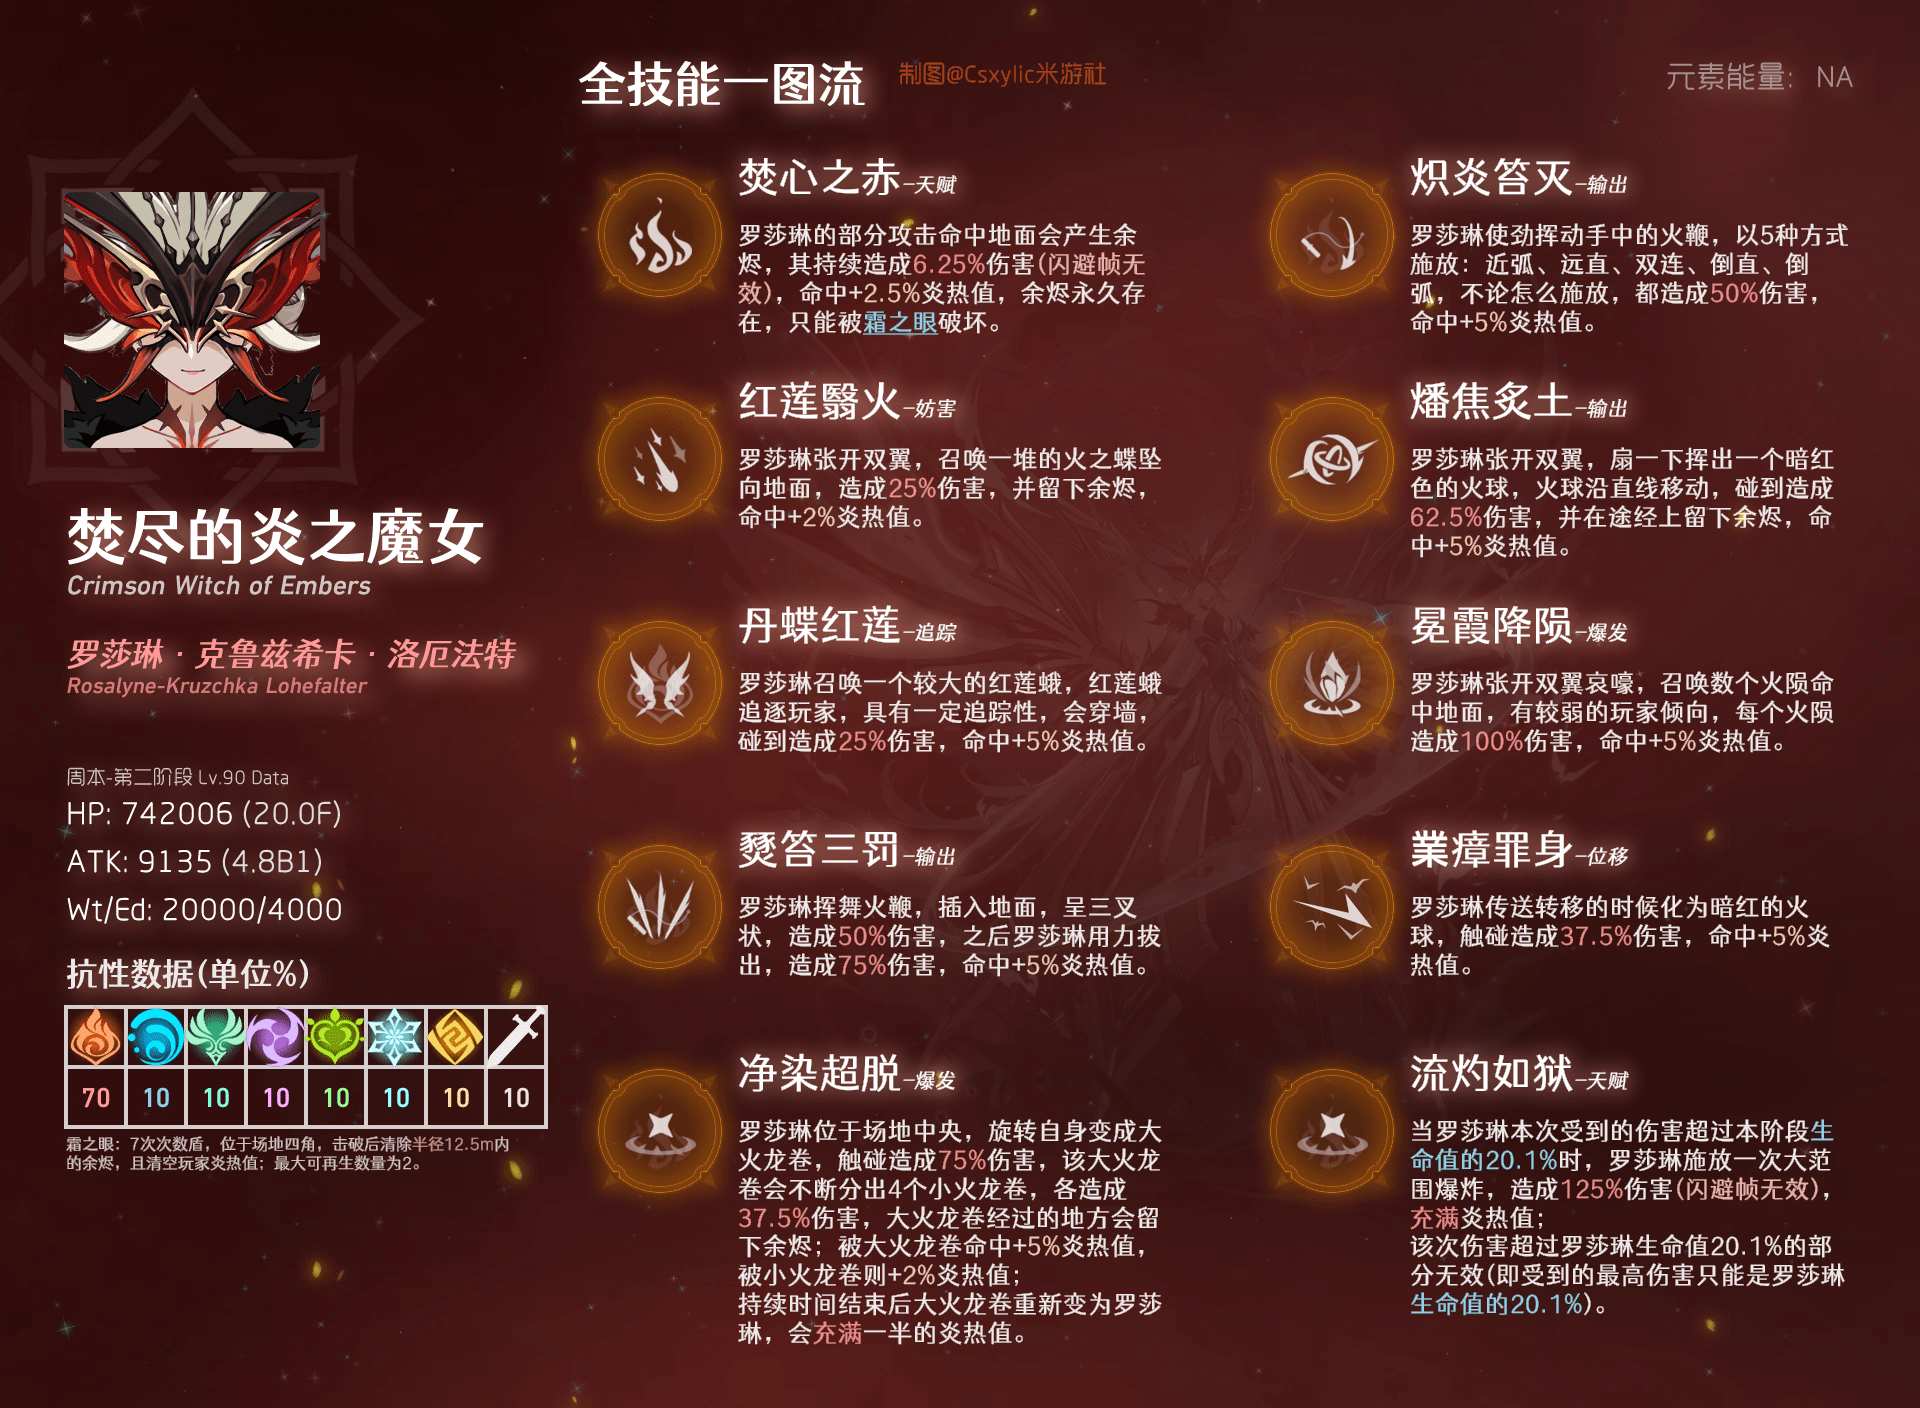 全技能一图流
制图@Csxylic米游社
元素能量： NA
焚尽的炎之魔女
Crimson Witch of Embers
罗莎琳・克鲁兹希卡・洛厄法特
Rosalyne-Kruzchka Lohefalter
周本-第二阶段 Lv.90 Data
HP: 742006 (20.0F)
ATK: 9135 (4.8B1)
Wt/Ed: 20000/4000
抗性数据(单位%)
70 10 10 10 10 10 10 10
霜之眼：7次次数盾，位于场地四角，击破后清除半径12.5m内
的余烬，且清空玩家炎热值；最大可再生数量为2。
焚心之赤-天赋
罗莎琳的部分攻击命中地面会产生余
烬，其持续造成6.25%伤害(闪避帧无
效)，命中+2.5%炎热值，余烬永久存
在，只能被霜之眼破坏。
炽炎笞灭-输出
罗莎琳使劲挥动手中的火鞭，以5种方式
施放：近弧、远直、双连、倒直、倒
弧，不论怎么施放，都造成50%伤害，
命中+5%炎热值。
红莲翳火-妨害
罗莎琳张开双翼，召唤一堆的火之蝶坠
向地面，造成25%伤害，并留下余烬，
命中+2%炎热值。
燔焦炙土-输出
罗莎琳张开双翼，扇一下挥出一个暗红
色的火球，火球沿直线移动，碰到造成
62.5%伤害，并在途经上留下余烬，命
中+5%炎热值。
丹蝶红莲-追踪
罗莎琳召唤一个较大的红莲蛾，红莲蛾
追逐玩家，具有一定追踪性，会穿墙，
碰到造成25%伤害，命中+5%炎热值。
冕霞降陨-爆发
罗莎琳张开双翼哀嚎，召唤数个火陨命
中地面，有较弱的玩家倾向，每个火陨
造成100%伤害，命中+5%炎热值。
燹笞三罚-输出
罗莎琳挥舞火鞭，插入地面，呈三叉
状，造成50%伤害，之后罗莎琳用力拔
出，造成75%伤害，命中+5%炎热值。
業瘴罪身-位移
罗莎琳传送转移的时候化为暗红的火
球，触碰造成37.5%伤害，命中+5%炎
热值。
净染超脱-爆发
罗莎琳位于场地中央，旋转自身变成大
火龙卷，触碰造成75%伤害，该大火龙
卷会不断分出4个小火龙卷，各造成
37.5%伤害，大火龙卷经过的地方会留
下余烬；被大火龙卷命中+5%炎热值，
被小火龙卷则+2%炎热值；
持续时间结束后大火龙卷重新变为罗莎
琳，会充满一半的炎热值。
流灼如狱-天赋
当罗莎琳本次受到的伤害超过本阶段生
命值的20.1%时，罗莎琳施放一次大范
围爆炸，造成125%伤害(闪避帧无效)，
充满炎热值；
该次伤害超过罗莎琳生命值20.1%的部
分无效(即受到的最高伤害只能是罗莎琳
生命值的20.1%)。